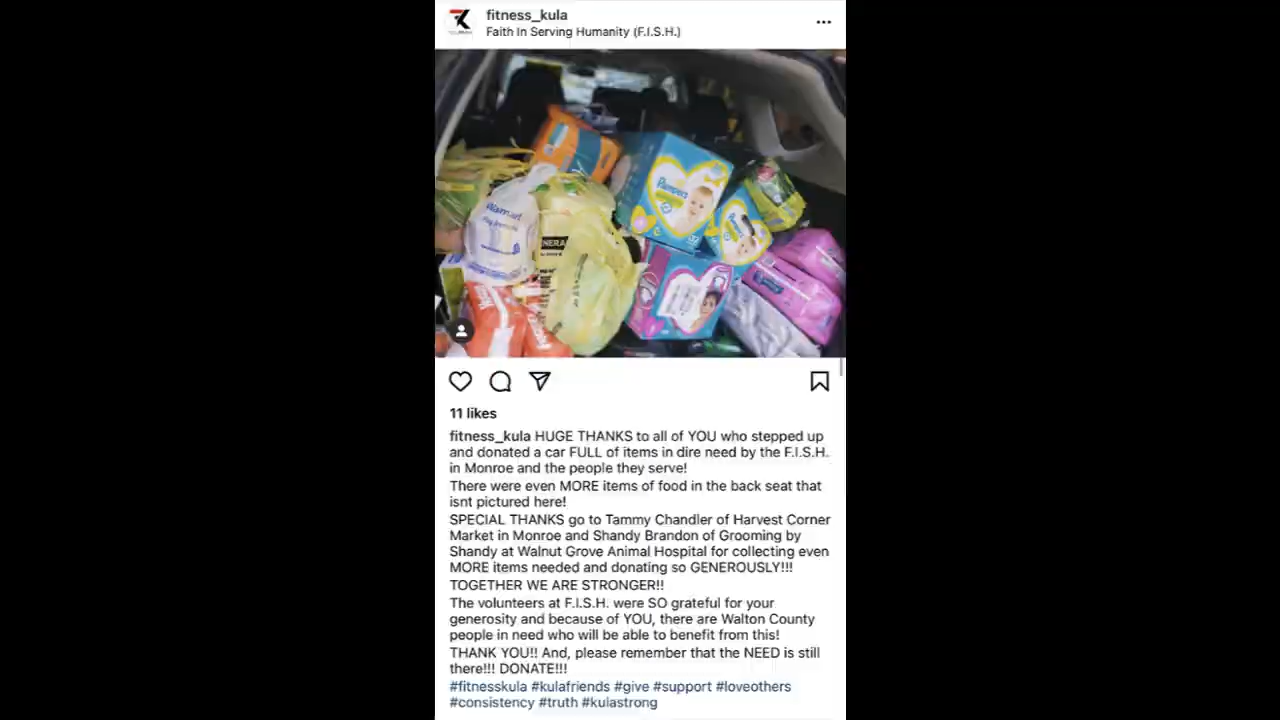 fitness_kula
Faith In Serving Humanity (F.I.S.H.)
Walmart
Pampers
Pampers
11 likes
fitness_kula HUGE THANKS to all of YOU who stepped up
and donated a car FULL of items in dire need by the F.I.S.H.
in Monroe and the people they serve!
There were even MORE items of food in the back seat that
isnt pictured here!
SPECIAL THANKS go to Tammy Chandler of Harvest Corner
Market in Monroe and Shandy Brandon of Grooming by
Shandy at Walnut Grove Animal Hospital for collecting even
MORE items needed and donating so GENEROUSLY!!!
TOGETHER WE ARE STRONGER!!
The volunteers at F.I.S.H. were SO grateful for your
generosity and because of YOU, there are Walton County
people in need who will be able to benefit from this!
THANK YOU!! And, please remember that the NEED is still
there!!! DONATE!!!
#fitnesskula #kulafriends #give #support #loveothers
#consistency #truth #kulastrong